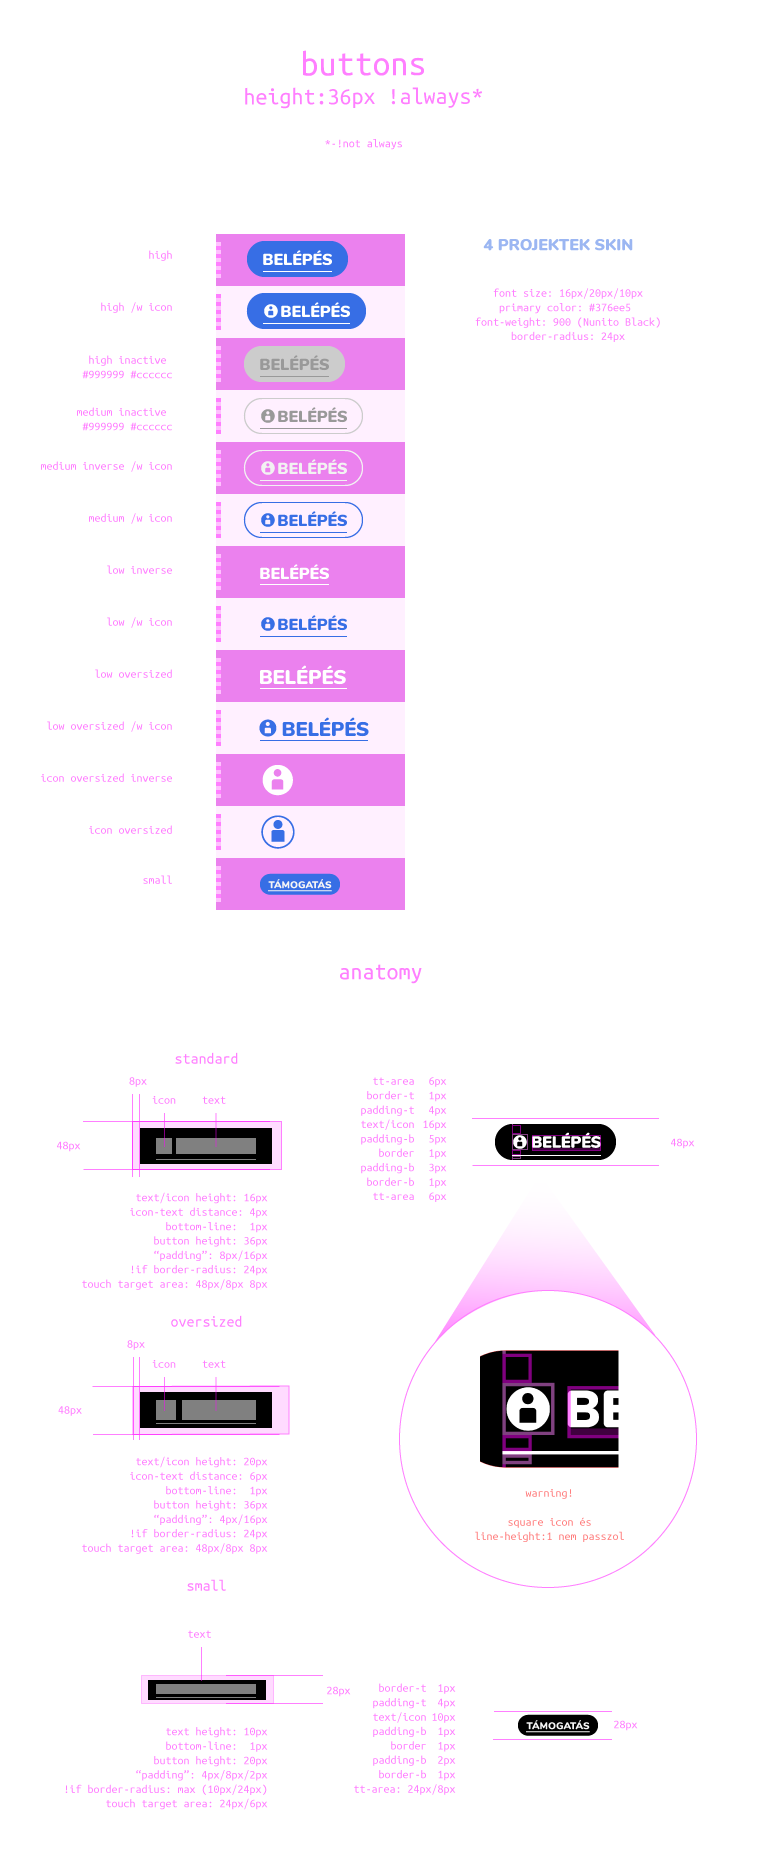 buttons
height:36px !always*
*-!not always
high
BELÉPÉS
4 PROJEKTEK SKIN
font size: 16px/20px/10px
primary color: #376ee5
font-weight: 900 (Nunito Black)
border-radius: 24px
high /w icon
BELÉPÉS
high inactive
#999999 #cccccc
BELÉPÉS
medium inactive
#999999 #cccccc
BELÉPÉS
medium inverse /w icon
BELÉPÉS
medium /w icon
BELÉPÉS
low inverse
BELÉPÉS
low /w icon
BELÉPÉS
low oversized
BELÉPÉS
low oversized /w icon
BELÉPÉS
icon oversized inverse
icon oversized
small
TÁMOGATÁS
anatomy
standard
8px
icon text
48px
text/icon height: 16px
icon-text distance: 4px
bottom-line: 1px
button height: 36px
“padding”: 8px/16px
!if border-radius: 24px
touch target area: 48px/8px 8px
tt-area 6px
border-t 1px
padding-t 4px
text/icon 16px
padding-b 5px
border 1px
padding-b 3px
border-b 1px
tt-area 6px
BELÉPÉS
48px
oversized
8px
icon text
48px
text/icon height: 20px
icon-text distance: 6px
bottom-line: 1px
button height: 36px
“padding”: 4px/16px
!if border-radius: 24px
touch target area: 48px/8px 8px
BE
warning!
square icon és
line-height:1 nem passzol
small
text
28px
text height: 10px
bottom-line: 1px
button height: 20px
“padding”: 4px/8px/2px
!if border-radius: max (10px/24px)
touch target area: 24px/6px
border-t 1px
padding-t 4px
text/icon 10px
padding-b 1px
border 1px
padding-b 2px
border-b 1px
tt-area: 24px/8px
TÁMOGATÁS
28px